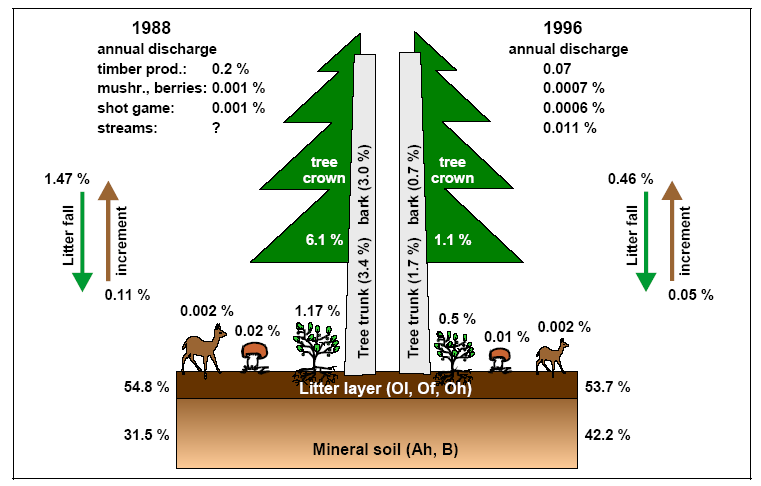 1988
annual discharge
timber prod.: 0.2 %
mushr., berries: 0.001 %
shot game: 0.001 %
streams: ?
1996
annual discharge
0.07
0.0007 %
0.0006 %
0.011 %
1.47 %
Litter fall
increment
0.11 %
tree
crown
6.1 %
Tree trunk (3.4 %) bark (3.0 %)
Tree trunk (1.7 %) bark (0.7 %)
tree
crown
1.1 %
0.46 %
Litter fall
increment
0.05 %
0.002 %
0.02 %
1.17 %
0.5 %
0.01 %
0.002 %
54.8 %
Litter layer (Ol, Of, Oh)
53.7 %
31.5 %
Mineral soil (Ah, B)
42.2 %